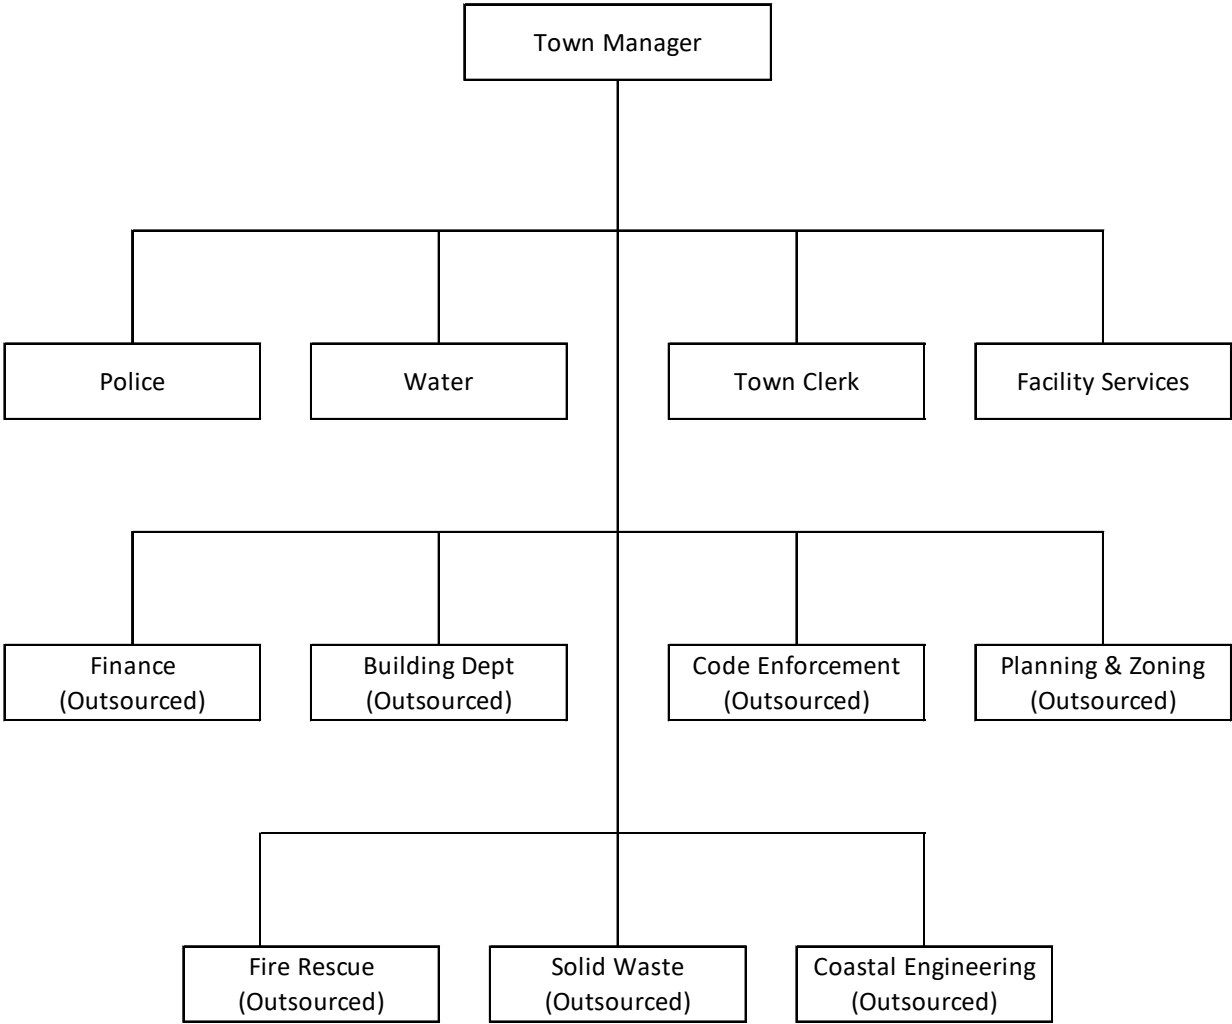 Town Manager
Police
Water
Town Clerk
Facility Services
Finance
(Outsourced)
Building Dept
(Outsourced)
Code Enforcement
(Outsourced)
Planning & Zoning
(Outsourced)
Fire Rescue
(Outsourced)
Solid Waste
(Outsourced)
Coastal Engineering
(Outsourced)